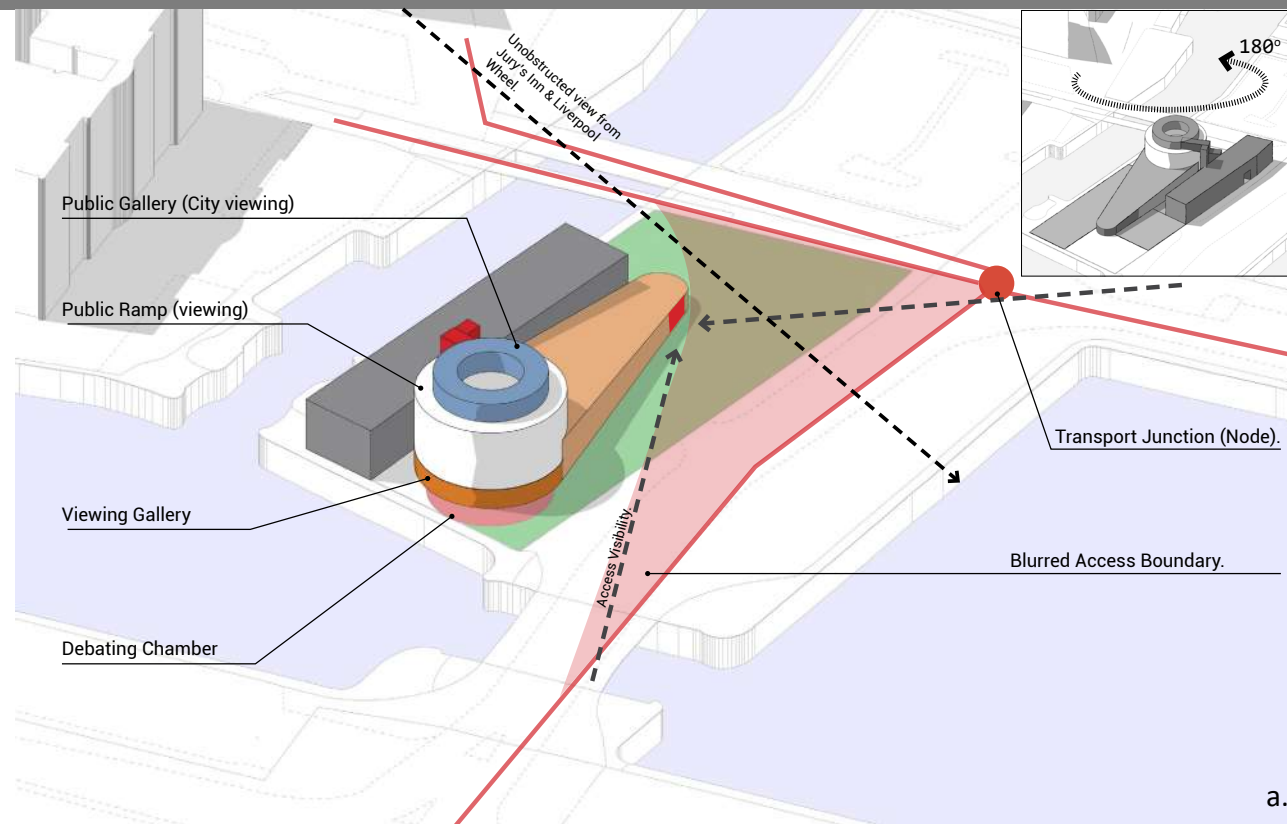 180°
Unobstructed view from
Jury's Inn & Liverpool
Wheel.
Public Gallery (City viewing)
Public Ramp (viewing)
Transport Junction (Node).
Viewing Gallery
Access Visibility.
Blurred Access Boundary.
Debating Chamber
a.